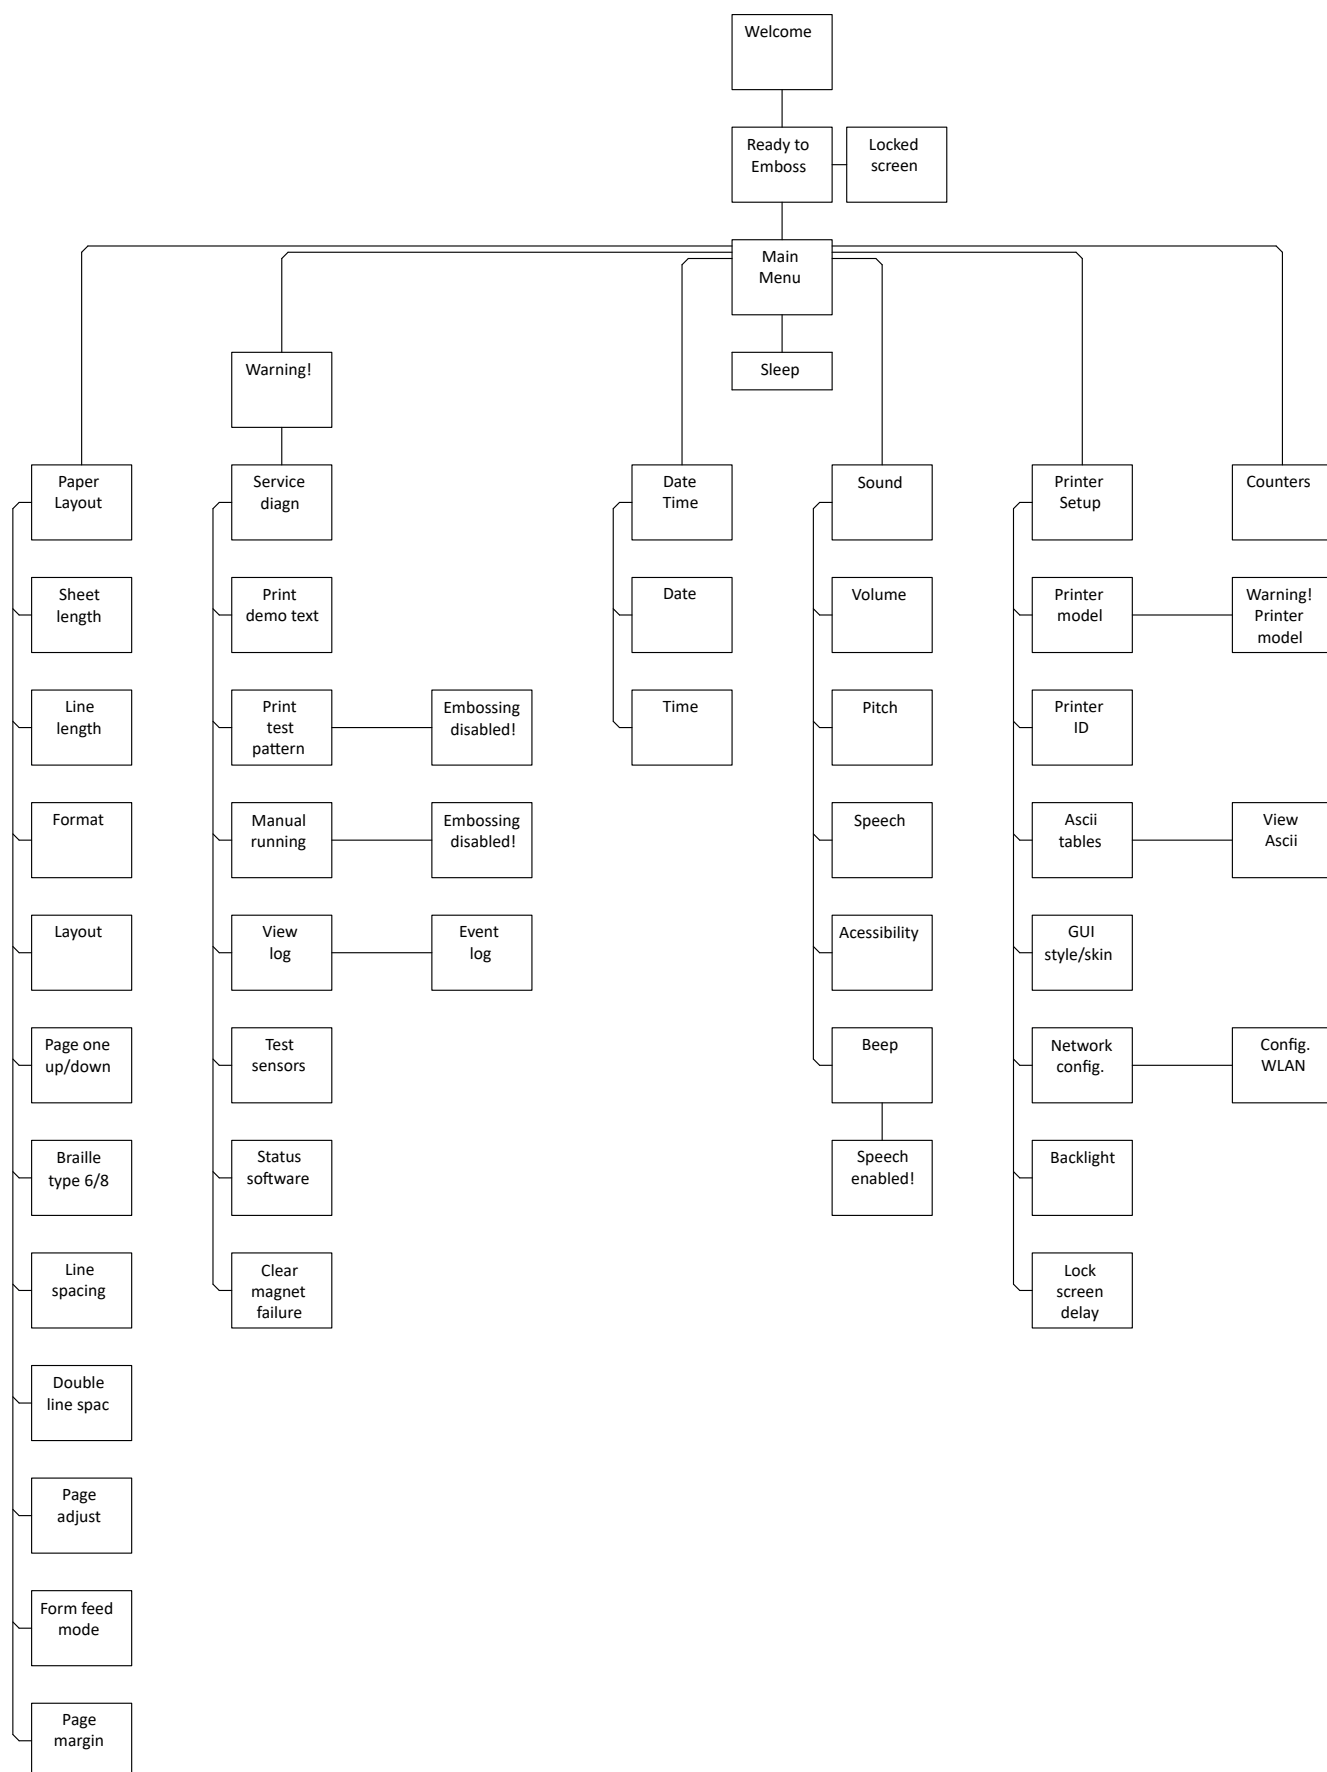 Welcome
Ready to
Emboss
Locked
screen
Main
Menu
Sleep
Warning!
Paper
Layout
Service
diagn
Date
Time
Sound
Printer
Setup
Counters
Sheet
length
Print
demo text
Date
Volume
Printer
model
Warning!
Printer
model
Line
length
Print
test
pattern
Embossing
disabled!
Time
Pitch
Printer
ID
Format
Manual
running
Embossing
disabled!
Speech
Ascii
tables
View
Ascii
Layout
View
log
Event
log
Acessibility
GUI
style/skin
Page one
up/down
Test
sensors
Beep
Network
config.
Config.
WLAN
Braille
type 6/8
Status
software
Speech
enabled!
Backlight
Line
spacing
Clear
magnet
failure
Lock
screen
delay
Double
line spac
Page
adjust
Form feed
mode
Page
margin